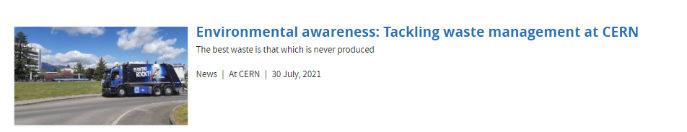 Environmental awareness: Tackling waste management at CERN
The best waste is that which is never produced
News | At CERN | 30 July, 2021